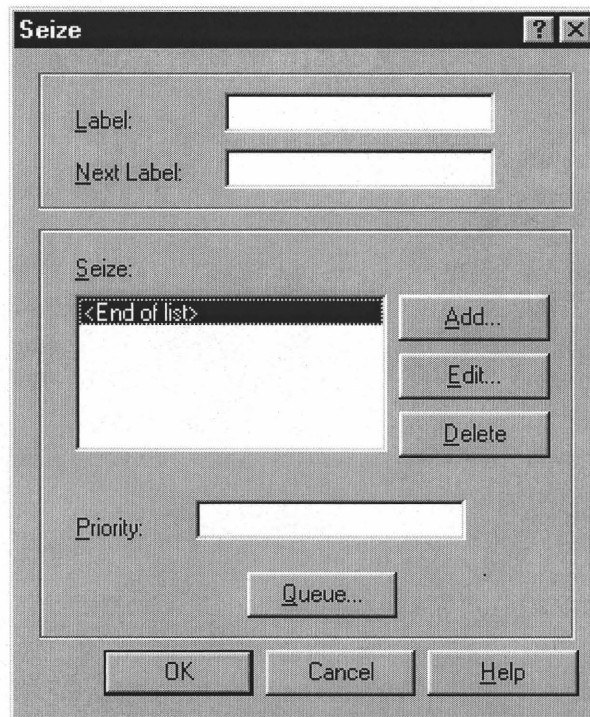 Seize
Label:
Next Label:
Seize:
<End of list>
Add...
Edit...
Delete
Priority:
Queue...
OK
Cancel
Help